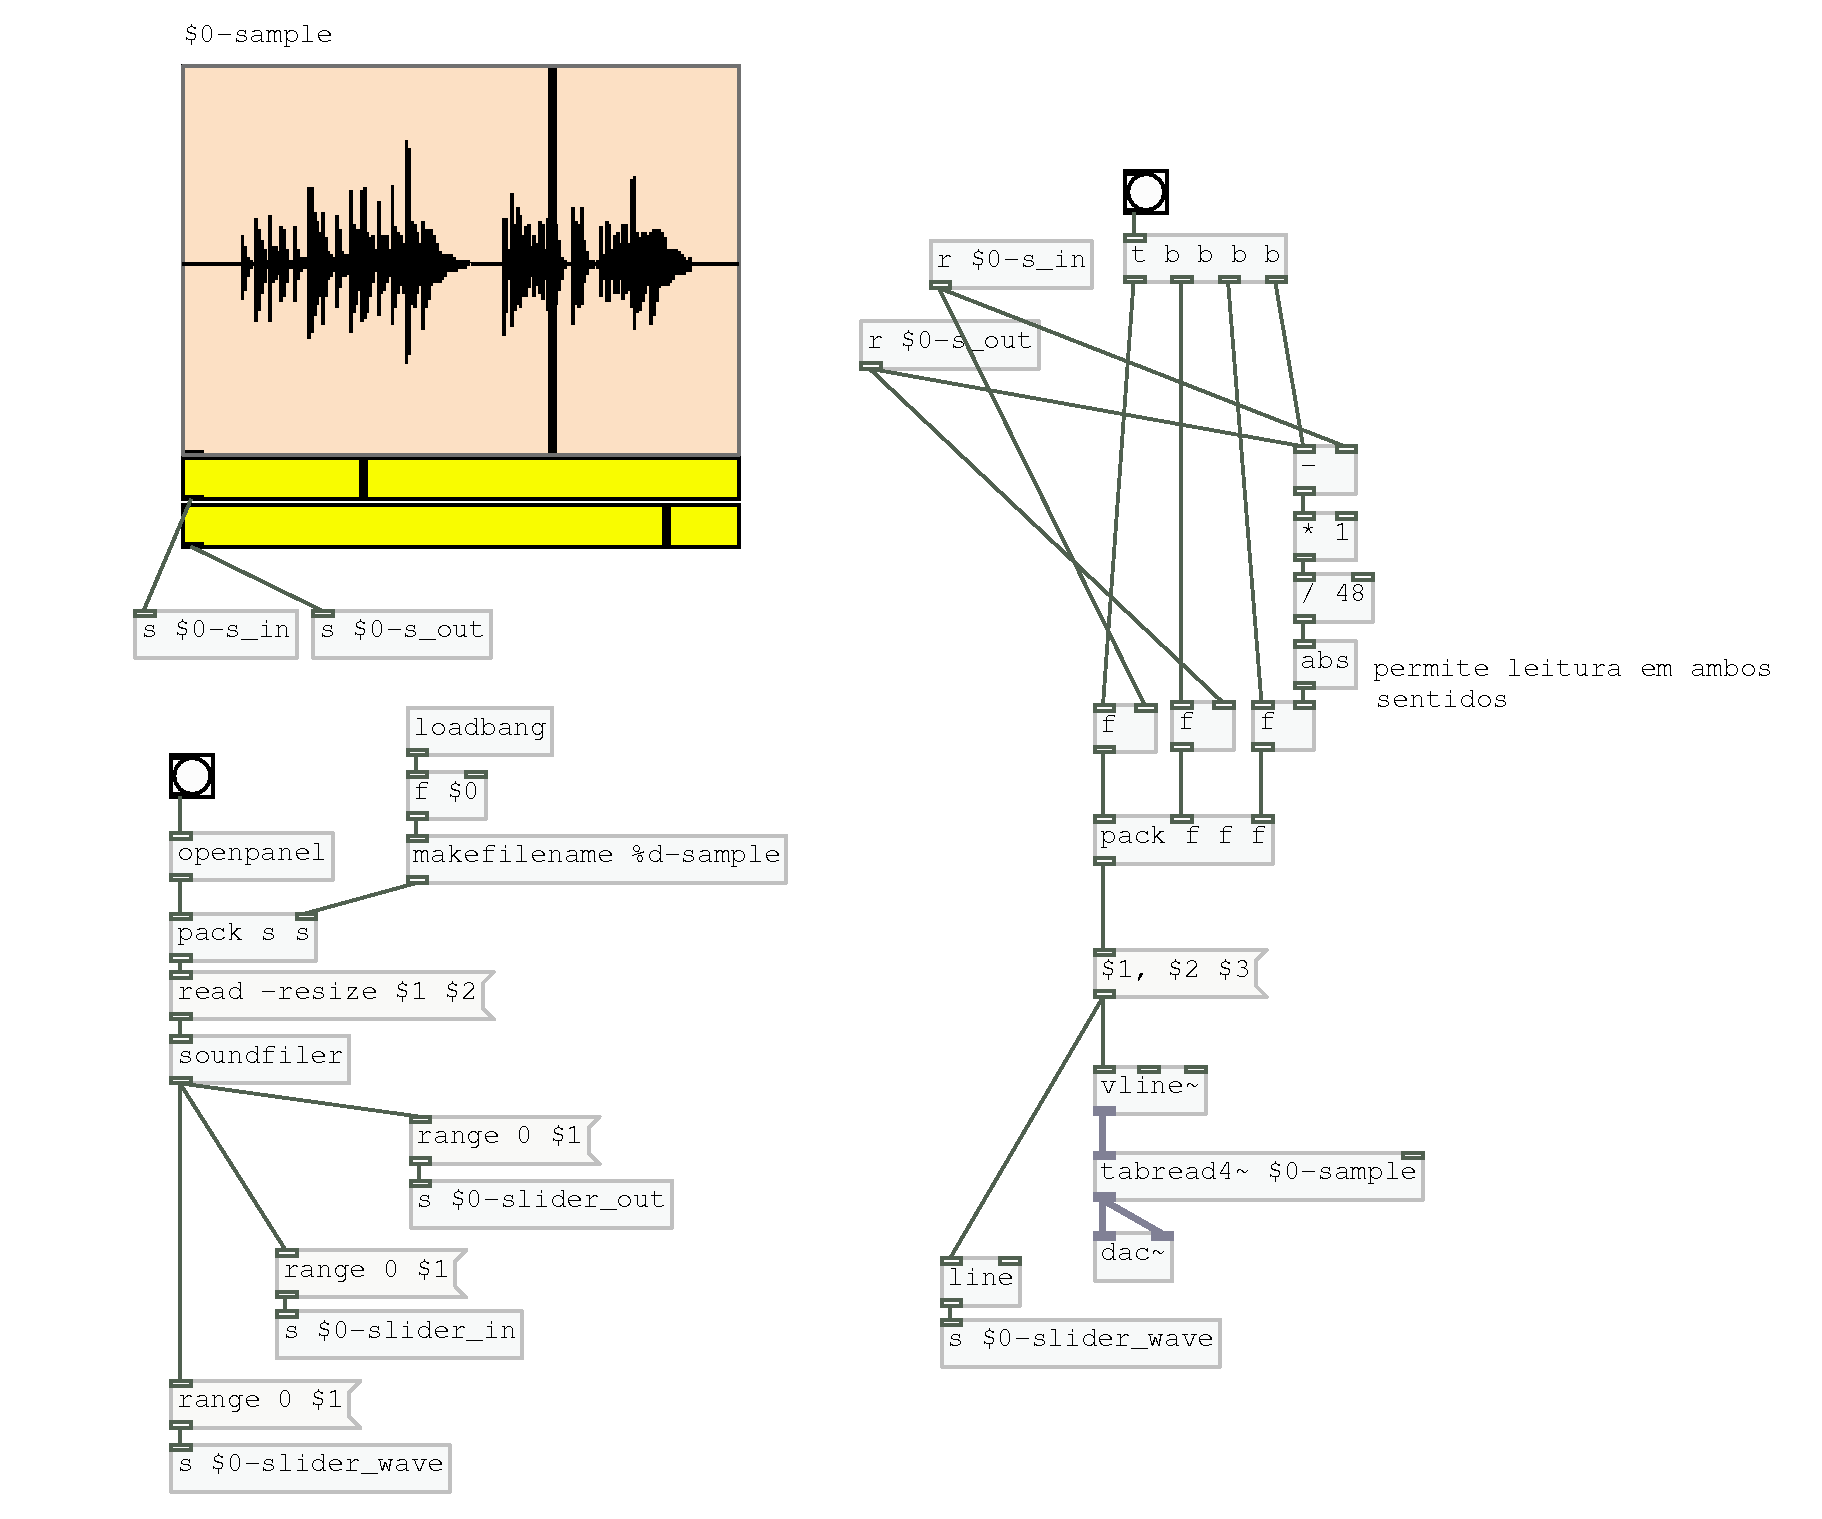 $0-sample
s $0-s_in
s $0-s_out
loadbang
f $0
makefilename %d-sample
openpanel
pack s s
read -resize $1 $2
soundfiler
range 0 $1
s $0-slider_out
range 0 $1
s $0-slider_in
range 0 $1
s $0-slider_wave
t b b b b
r $0-s_in
r $0-s_out
-
* 1
/ 48
abs
permite leitura em ambos
sentidos
f
f
f
pack f f f
$1, $2 $3
vline~
tabread4~ $0-sample
dac~
line
s $0-slider_wave